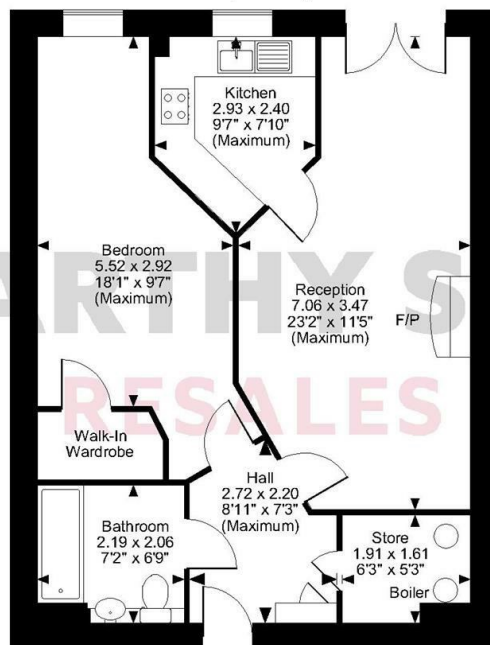 Kitchen
2.93 x 2.40
9'7" x 7'10"
(Maximum)
Bedroom
5.52 x 2.92
18'1" x 9'7"
(Maximum)
Reception
7.06 x 3.47
23'2" x 11'5"
(Maximum)
F/P
ARTHY S
RESALES
Walk-In
Wardrobe
Hall
2.72 x 2.20
8'11" x 7'3"
(Maximum)
Bathroom
2.19 x 2.06
7'2" x 6'9"
Store
1.91 x 1.61
6'3" x 5'3"
Boiler